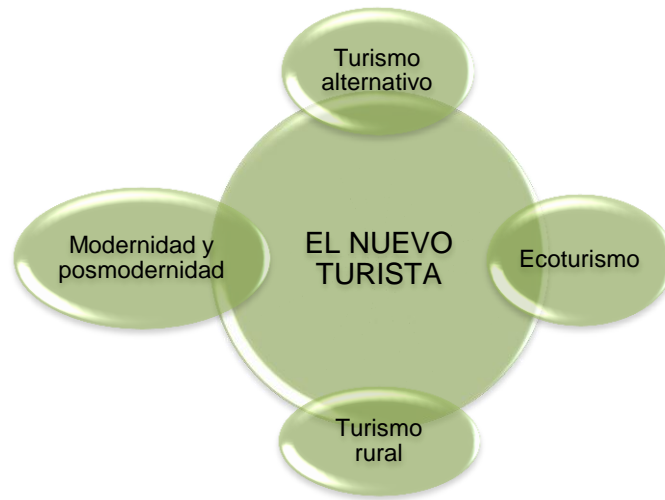 Turismo
alternativo
Modernidad y
posmodernidad
EL NUEVO
TURISTA
Ecoturismo
Turismo
rural